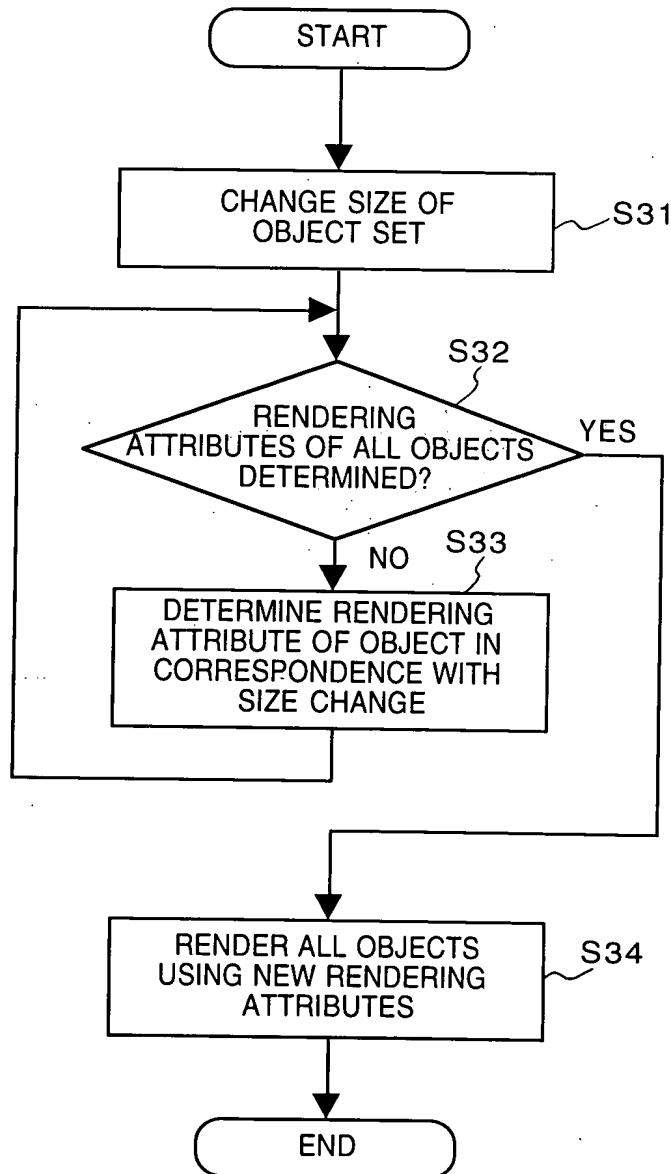 START
CHANGE SIZE OF
OBJECT SET
S31
S32
RENDERING
ATTRIBUTES OF ALL OBJECTS
DETERMINED?
YES
NO
S33
DETERMINE RENDERING
ATTRIBUTE OF OBJECT IN
CORRESPONDENCE WITH
SIZE CHANGE
RENDER ALL OBJECTS
USING NEW RENDERING
ATTRIBUTES
S34
END